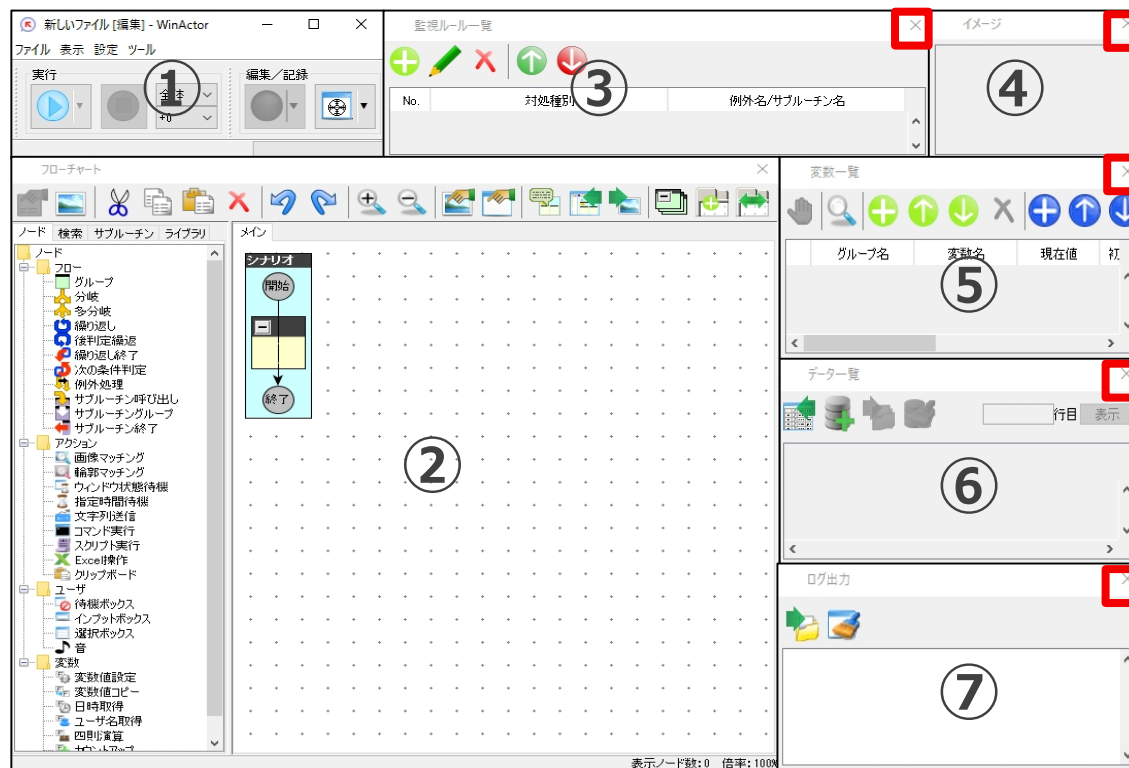 新しいファイル [編集] - WinActor
ファイル 表示 設定 ツール
実行
編集／記録
全体
+0
①
監視ルール一覧
No. 対処種別 例外名/サブルーチン名
③
イメージ
④
フローチャート
ノード 検索 サブルーチン ライブラリ
ノード
フロー
グループ
分岐
多分岐
繰り返し
後判定繰返
繰り返し終了
次の条件判定
例外処理
サブルーチン呼び出し
サブルーチングループ
サブルーチン終了
アクション
画像マッチング
輪郭マッチング
ウィンドウ状態待機
指定時間待機
文字列送信
コマンド実行
スクリプト実行
Excel操作
クリップボード
ユーザ
待機ボックス
インプットボックス
選択ボックス
音
変数
変数値設定
変数値コピー
日時取得
ユーザ名取得
四則演算
カウントアップ
メイン
シナリオ
開始
終了
②
表示ノード数:0 倍率:100%
変数一覧
グループ名 変数名 現在値 初
⑤
データ一覧
行目 表示
⑥
ログ出力
⑦